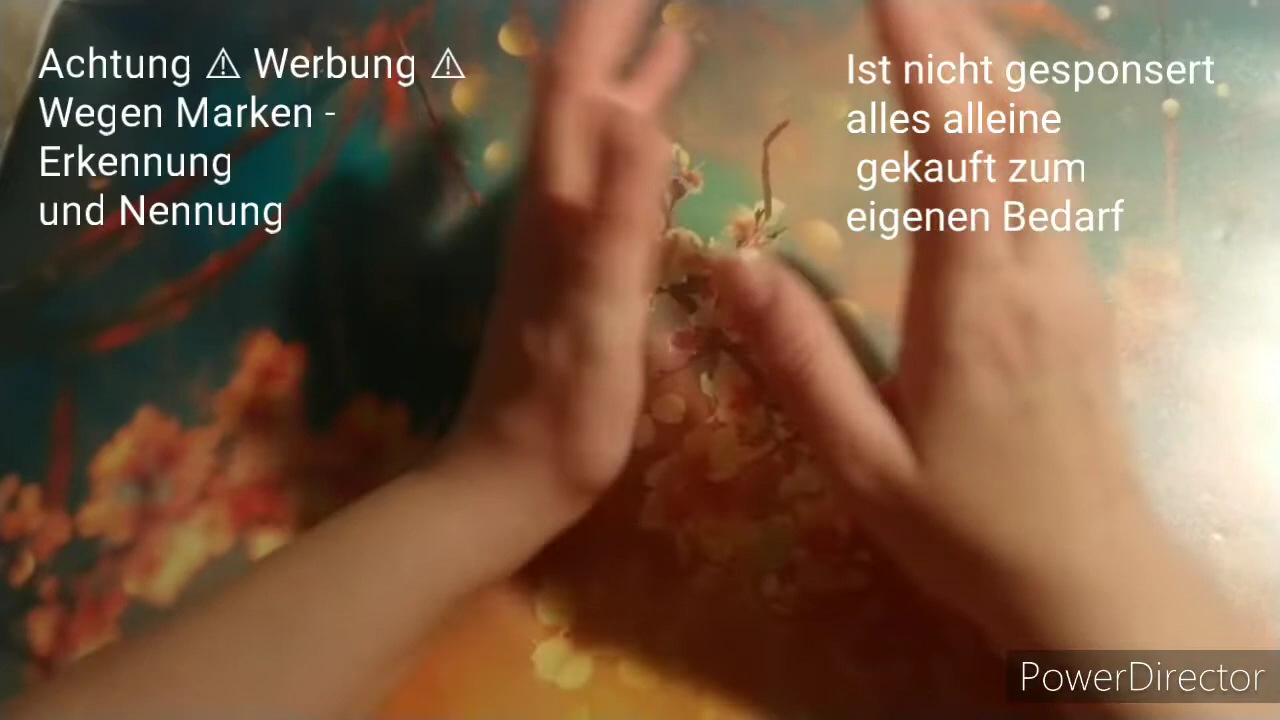 Achtung ⚠ Werbung ⚠
Wegen Marken -
Erkennung
und Nennung
Ist nicht gesponsert
alles alleine
gekauft zum
eigenen Bedarf
PowerDirector